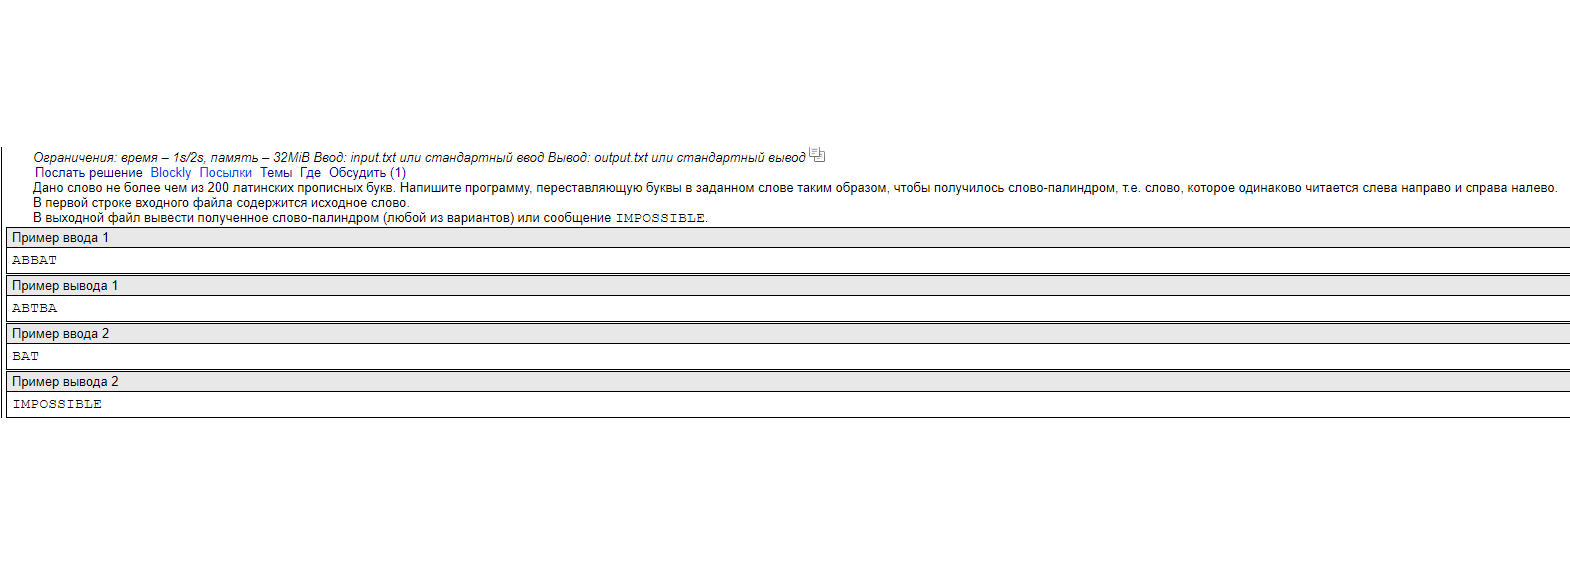 Ограничения: время – 1s/2s, память – 32MiB Ввод: input.txt или стандартный ввод Вывод: output.txt или стандартный вывод
Послать решение Blockly Посылки Темы Где Обсудить (1)
Дано слово не более чем из 200 латинских прописных букв. Напишите программу, переставляющую буквы в заданном слове таким образом, чтобы получилось слово-палиндром, т.е. слово, которое одинаково читается слева направо и справа налево.
В первой строке входного файла содержится исходное слово.
В выходной файл вывести полученное слово-палиндром (любой из вариантов) или сообщение IMPOSSIBLE.
Пример ввода 1
ABBAT
Пример вывода 1
ABTBA
Пример ввода 2
BAT
Пример вывода 2
IMPOSSIBLE